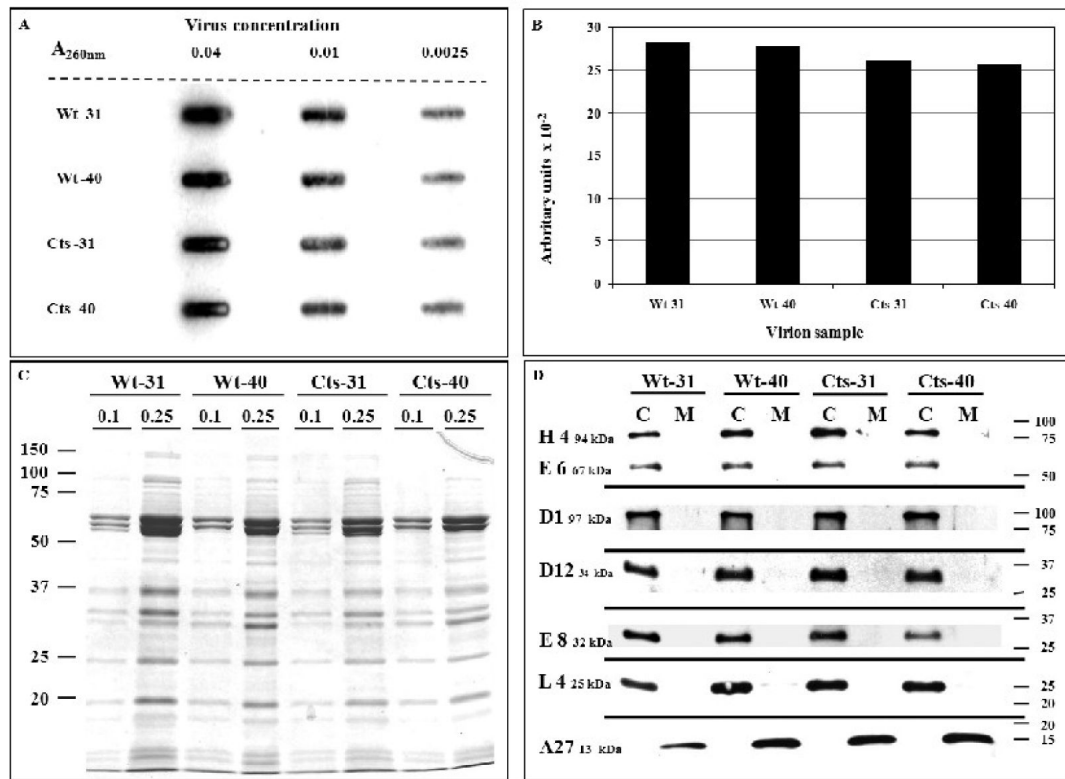 A
Virus concentration
A260nm 0.04 0.01 0.0025
Wt 31
Wt-40
Cts-31
Cts 40
B
Arbritary units x 10-2
30
25
20
15
10
5
0
Wt 31 Wt 40 Cts 31 Cts 40
Virion sample
C
Wt-31 Wt-40 Cts-31 Cts-40
0.1 0.25 0.1 0.25 0.1 0.25 0.1 0.25
150
100
75
50
37
25
20
D
Wt-31 Wt-40 Cts-31 Cts-40
C M C M C M C M
H 4 94 kDa 100
75
E 6 67 kDa 50
D1 97 kDa 100
75
D12 34 kDa 37
25
E 8 32 kDa 37
25
L 4 25 kDa 25
20
A27 13 kDa 20
15